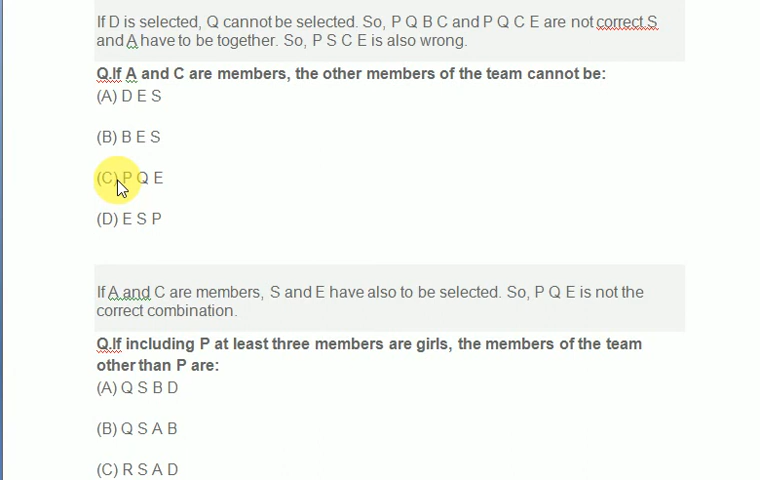 If D is selected, Q cannot be selected. So, P Q B C and P Q C E are not correct S
and A have to be together. So, P S C E is also wrong.
Q.If A and C are members, the other members of the team cannot be:
(A) D E S
(B) B E S
(C) P Q E
(D) E S P
If A and C are members, S and E have also to be selected. So, P Q E is not the
correct combination.
Q.If including P at least three members are girls, the members of the team
other than P are:
(A) Q S B D
(B) Q S A B
(C) R S A D